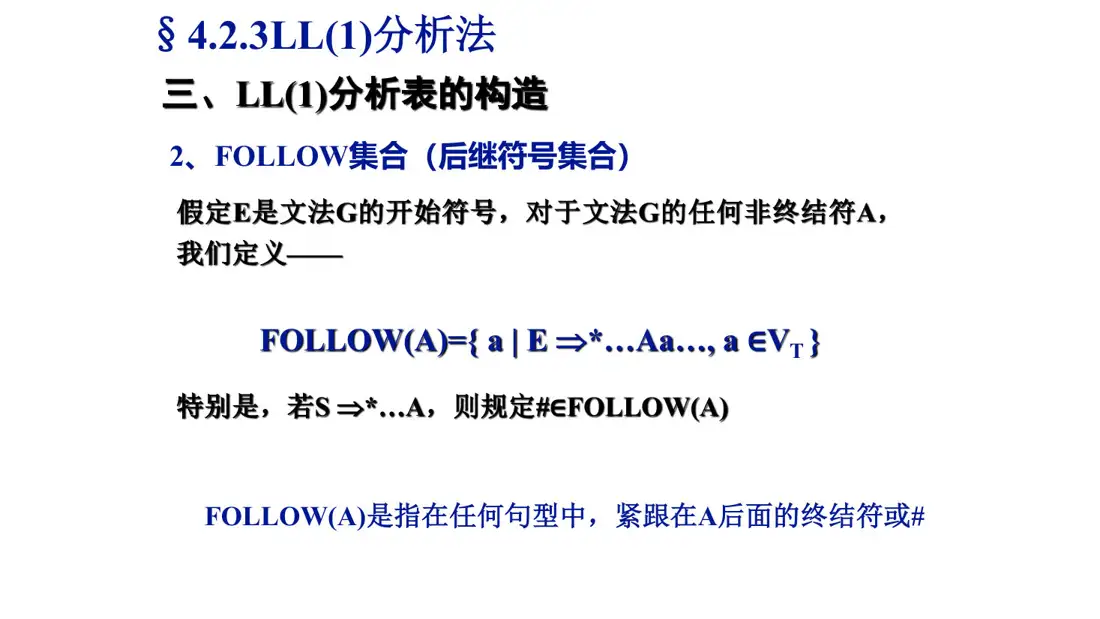 §4.2.3LL(1)分析法
三、LL(1)分析表的构造
2、FOLLOW集合（后继符号集合）
假定E是文法G的开始符号，对于文法G的任何非终结符A，
我们定义——
FOLLOW(A)={ a | E ⇒*…Aa…, a ∈V_T }
特别是，若S ⇒*…A，则规定#∈FOLLOW(A)
FOLLOW(A)是指在任何句型中，紧跟在A后面的终结符或#